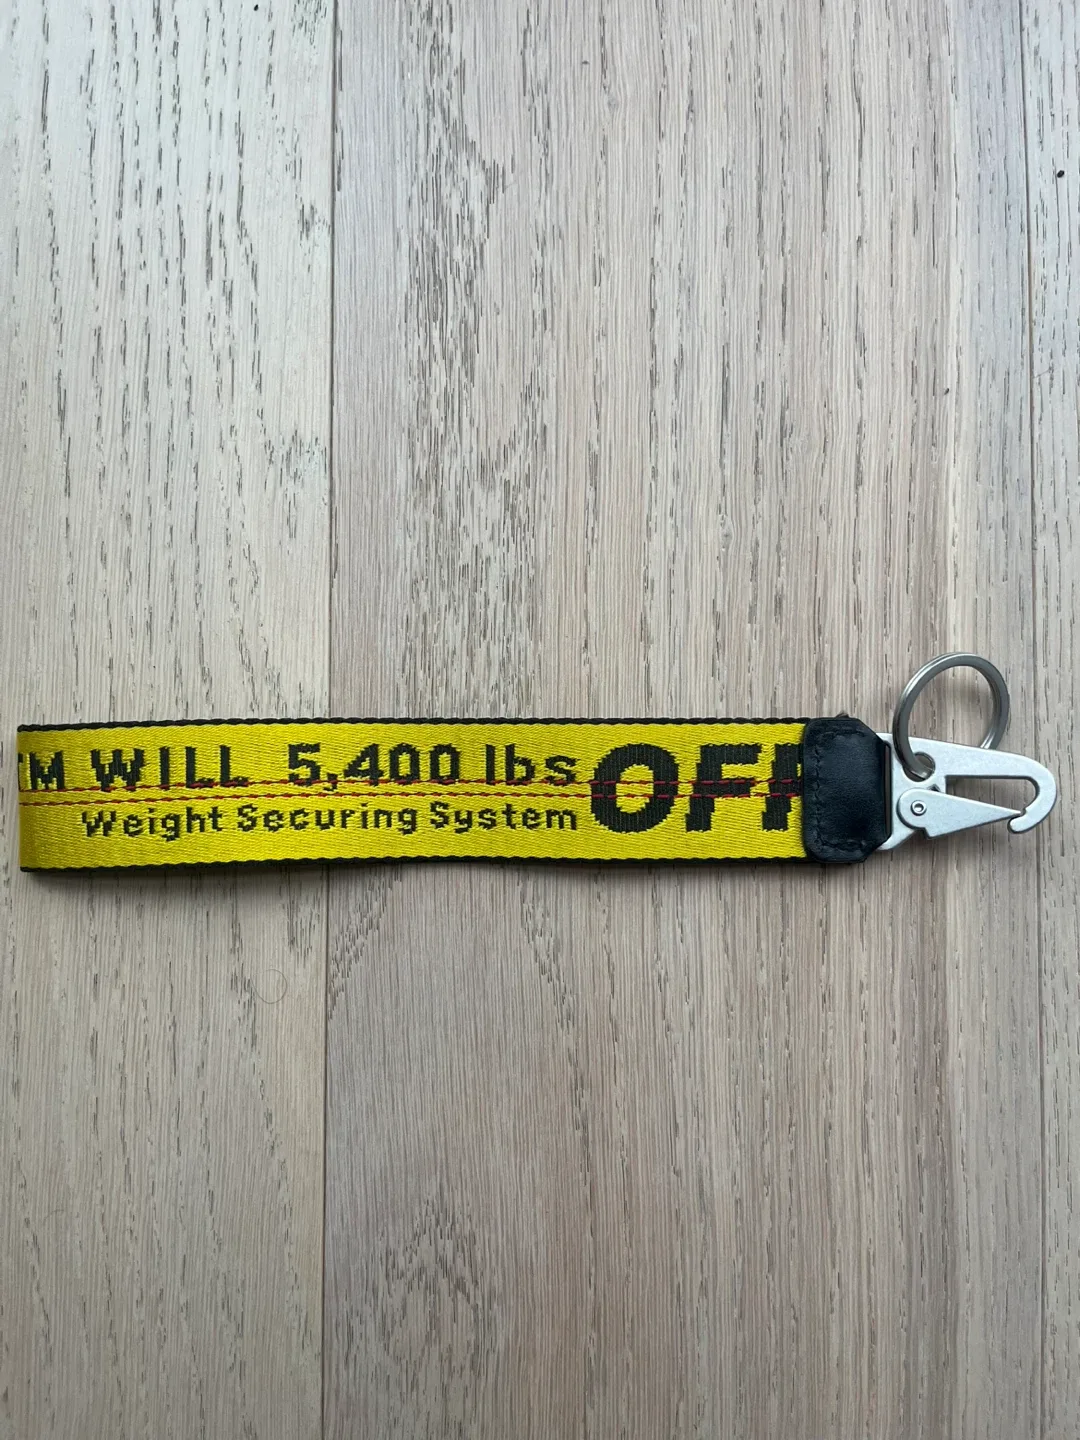 M WILL 5,400 lbs
Weight Securing System
OFF